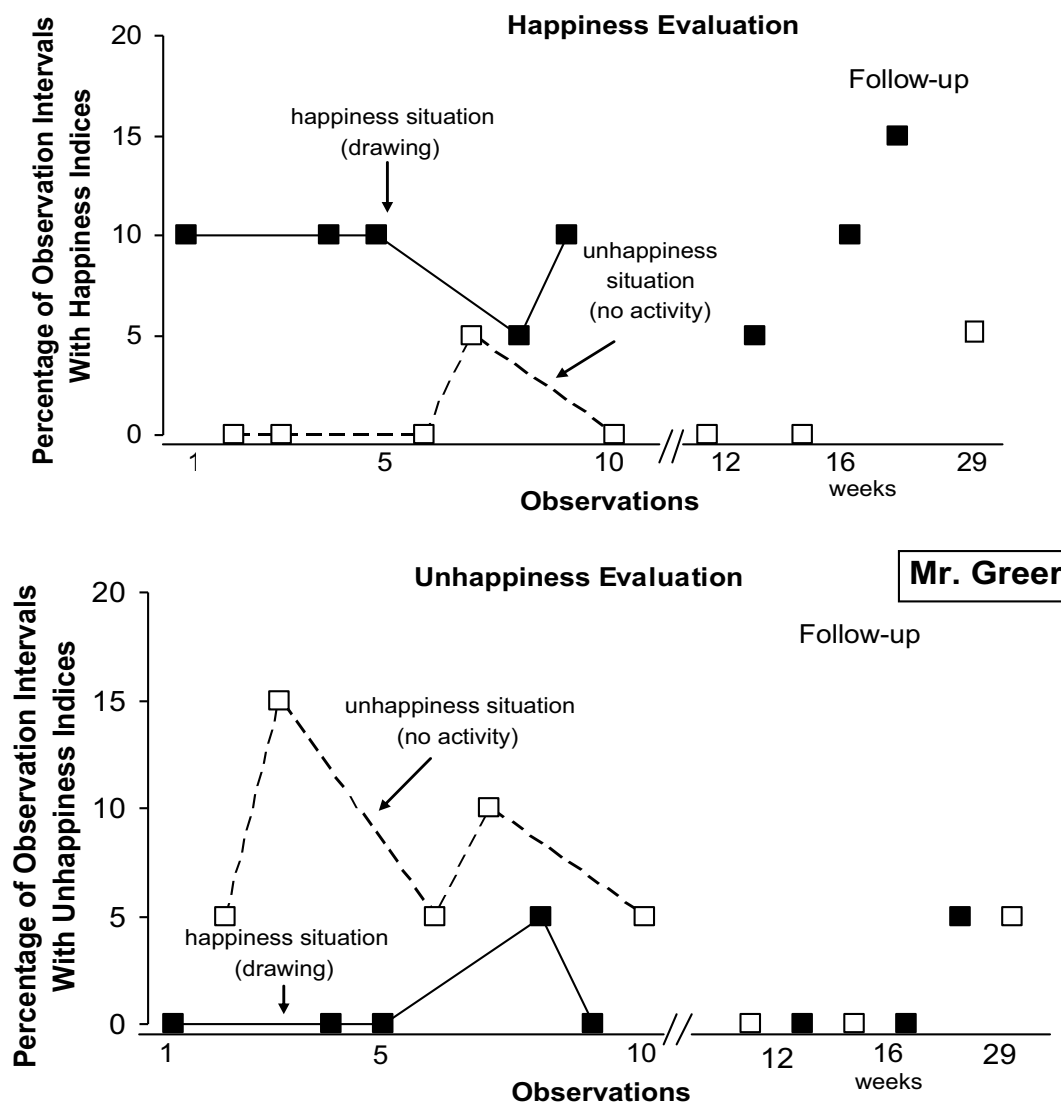 Happiness Evaluation
Percentage of Observation Intervals
With Happiness Indices
20
15
10
5
0
Follow-up
happiness situation
(drawing)
unhappiness
situation
(no activity)
1
5
10
12
16
29
weeks
Observations
Unhappiness Evaluation
Mr. Green
Percentage of Observation Intervals
With Unhappiness Indices
20
15
10
5
0
Follow-up
unhappiness situation
(no activity)
happiness situation
(drawing)
1
5
10
12
16
29
weeks
Observations